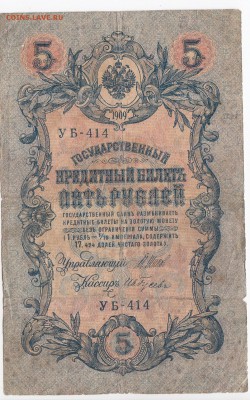 COINS.LAVE.RU
5 5
1909
УБ-414
ГОСУДАРСТВЕННЫЙ
КРЕДИТНЫЙ БИЛЕТЪ
ПЯТЬ РУБЛЕЙ
ГОСУДАРСТВЕННЫЙ БАНКЪ РАЗМѢНИВАЕТЪ
КРЕДИТНЫЕ БИЛЕТЫ НА ЗОЛОТУЮ МОНЕТУ
БЕЗЪ ОГРАНИЧЕНІЯ СУММЫ
(1 РУБЛЬ = 1/15 ИМПЕРІАЛА, СОДЕРЖИТЪ
17,424 ДОЛЕЙ ЧИСТАГО ЗОЛОТА).
Управляющій
Кассиръ
УБ-414
5